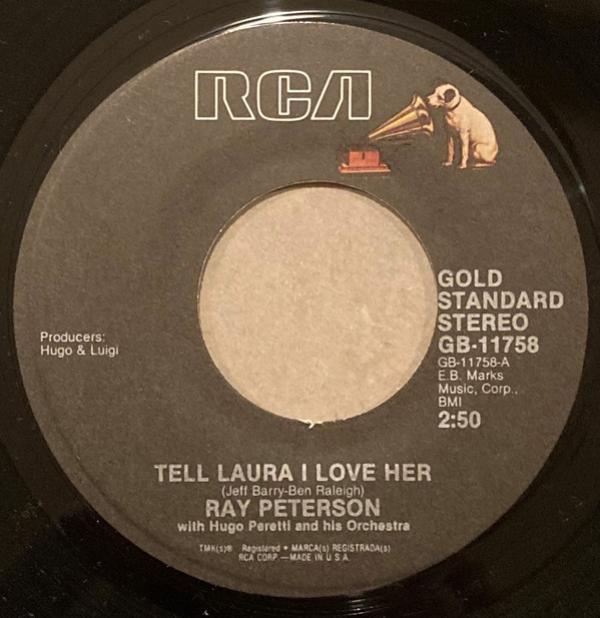 RCA
GOLD
STANDARD
STEREO
GB-11758
GB-11758-A
E.B. Marks
Music, Corp.,
BMI
2:50
Producers:
Hugo & Luigi
TELL LAURA I LOVE HER
(Jeff Barry-Ben Raleigh)
RAY PETERSON
with Hugo Peretti and his Orchestra
TMK(s)® Registered • MARCA(s) REGISTRADA(s)
RCA CORP.—MADE IN U.S.A.